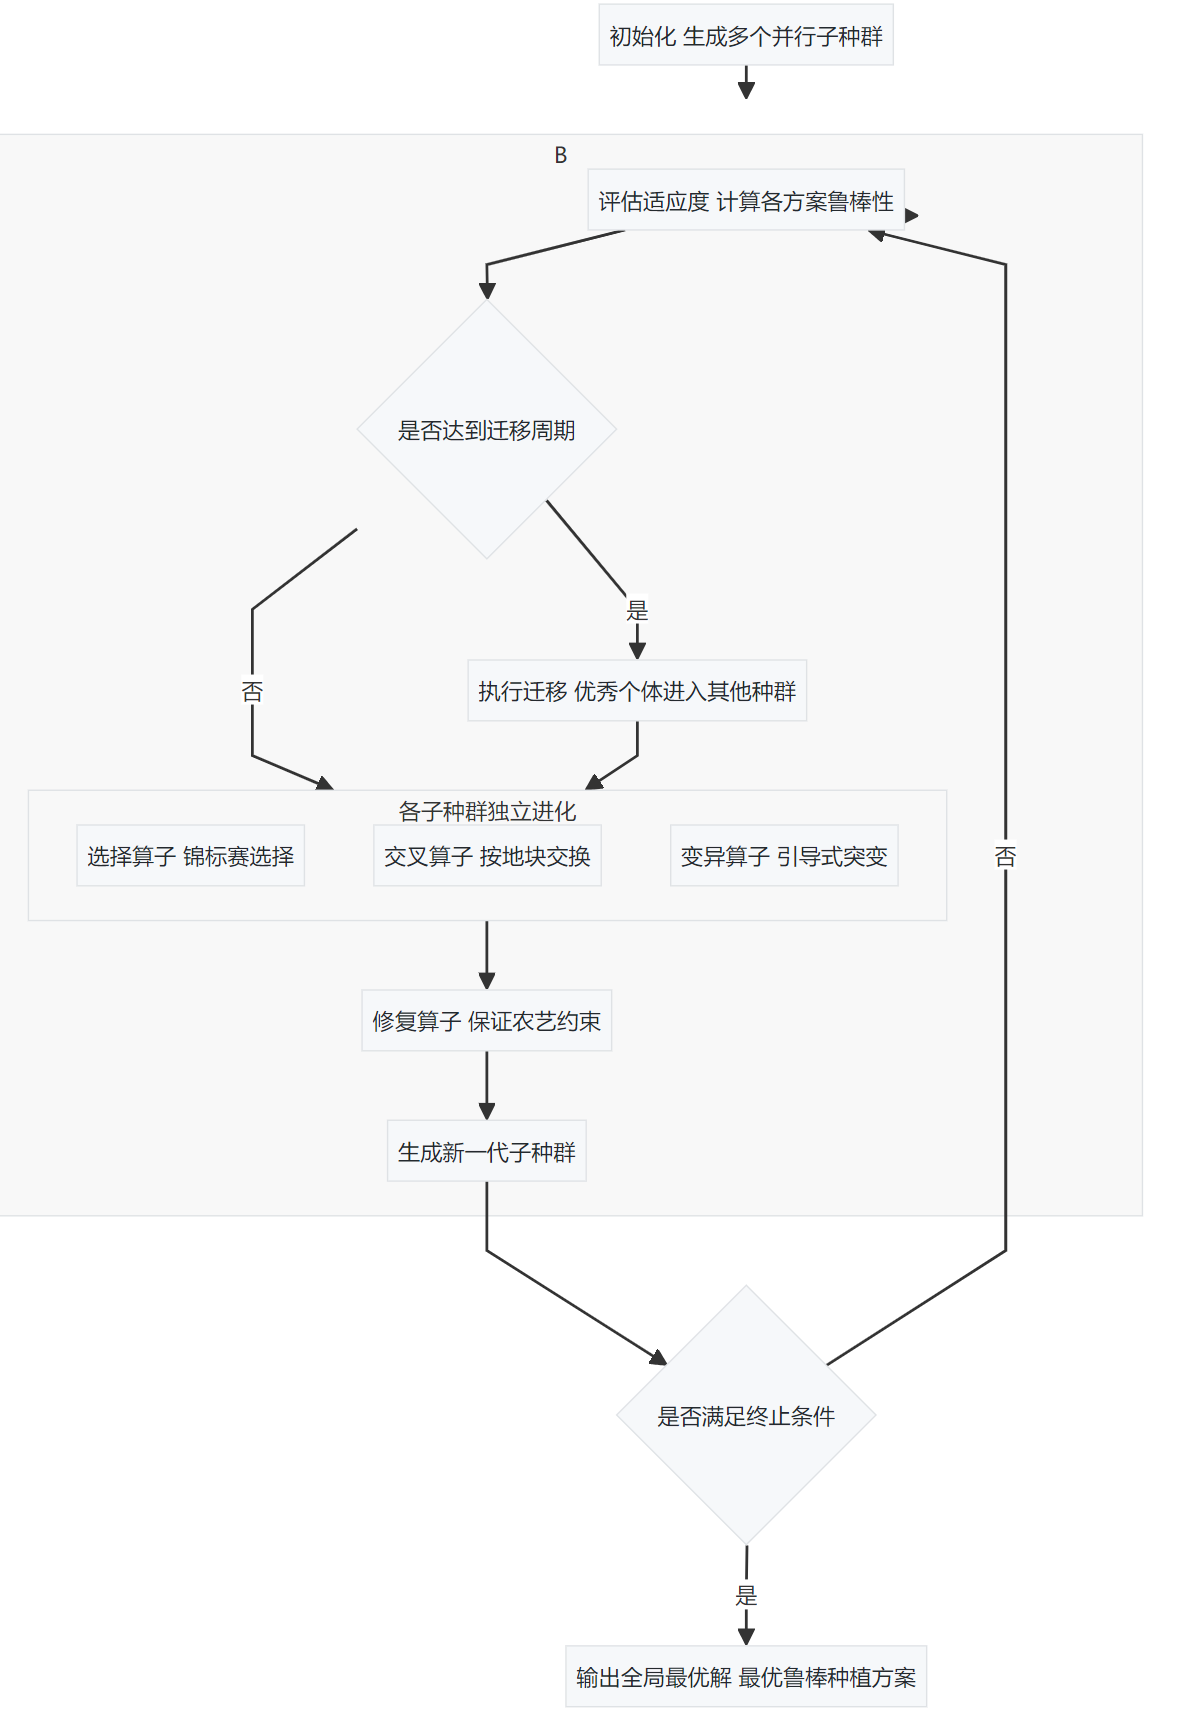 初始化 生成多个并行子种群
B
评估适应度 计算各方案鲁棒性
是否达到迁移周期
是
否
执行迁移 优秀个体进入其他种群
各子种群独立进化
选择算子 锦标赛选择
交叉算子 按地块交换
变异算子 引导式突变
否
修复算子 保证农艺约束
生成新一代子种群
是否满足终止条件
是
输出全局最优解 最优鲁棒种植方案